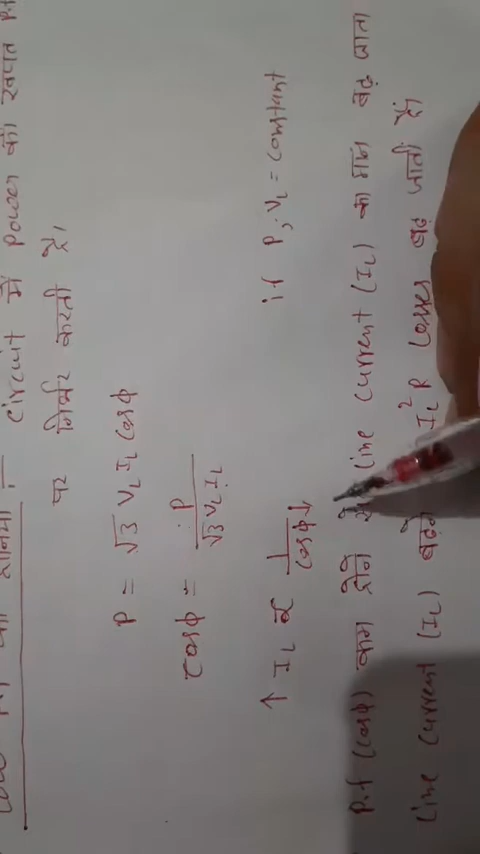 circuit में power की खपत P.f
पर निर्भर करती है,
P = √3 VL IL cosϕ
cosϕ = P / √3 VL IL
↑ IL ∝ 1 / cosϕ↓ if P, VL = constant
P.f (cosϕ) कम होने से line current (IL) का मान बढ़ जाता
line current (IL) बढ़ने IL²R losses बढ़ जाती है।